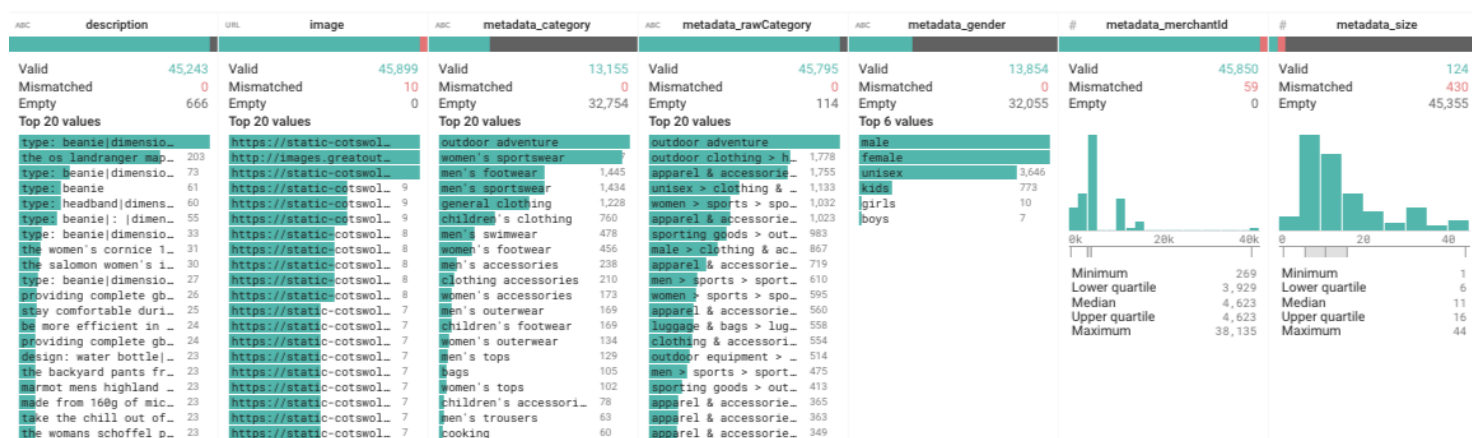 ABC description
Valid 45,243
Mismatched 0
Empty 666
Top 20 values
type: beanie|dimensio…
the os landranger map… 203
type: beanie|dimensio… 73
type: beanie 61
type: headband|dimens… 60
type: beanie|: |dimen… 55
type: beanie|dimensio… 33
the women's cornice 1… 31
the salomon women's i… 30
type: beanie|dimensio… 27
providing complete gb… 26
stay comfortable duri… 25
be more efficient in … 24
providing complete gb… 24
design: water bottle|… 23
the backyard pants fr… 23
marmot mens highland … 23
made from 160g of mic… 23
take the chill out of… 23
the womans schoffel p… 23
URL image
Valid 45,899
Mismatched 10
Empty 0
Top 20 values
https://static-cotswol…
http://images.greatout…
https://static-cotswol…
https://static-cotswol… 9
https://static-cotswol… 9
https://static-cotswol… 9
https://static-cotswol… 8
https://static-cotswol… 8
https://static-cotswol… 8
https://static-cotswol… 8
https://static-cotswol… 8
https://static-cotswol… 7
https://static-cotswol… 7
https://static-cotswol… 7
https://static-cotswol… 7
https://static-cotswol… 7
https://static-cotswol… 7
https://static-cotswol… 7
https://static-cotswol… 7
https://static-cotswol… 7
ABC metadata_category
Valid 13,155
Mismatched 0
Empty 32,754
Top 20 values
outdoor adventure
women's sportswear 7
men's footwear 1,445
men's sportswear 1,434
general clothing 1,228
children's clothing 760
men's swimwear 478
women's footwear 456
men's accessories 238
clothing accessories 210
women's accessories 173
men's outerwear 169
children's footwear 169
women's outerwear 134
men's tops 129
bags 105
women's tops 102
children's accessori… 78
men's trousers 63
cooking 60
ABC metadata_rawCategory
Valid 45,795
Mismatched 0
Empty 114
Top 20 values
outdoor adventure
outdoor clothing > h… 1,778
apparel & accessorie… 1,755
unisex > clothing & … 1,133
women > sports > spo… 1,032
apparel & accessorie… 1,023
sporting goods > out… 983
male > clothing & ac… 867
apparel & accessorie… 719
men > sports > sport… 610
women > sports > spo… 595
apparel & accessorie… 560
luggage & bags > lug… 558
clothing & accessori… 554
outdoor equipment > … 514
men > sports > sport… 475
sporting goods > out… 413
apparel & accessorie… 365
apparel & accessorie… 363
apparel & accessorie… 349
ABC metadata_gender
Valid 13,854
Mismatched 0
Empty 32,055
Top 6 values
male
female
unisex 3,646
kids 773
girls 10
boys 7
# metadata_merchantId
Valid 45,850
Mismatched 59
Empty 0
0k 20k 40k
Minimum 269
Lower quartile 3,929
Median 4,623
Upper quartile 4,623
Maximum 38,135
# metadata_size
Valid 124
Mismatched 430
Empty 45,355
0 20 40
Minimum 1
Lower quartile 6
Median 11
Upper quartile 16
Maximum 44